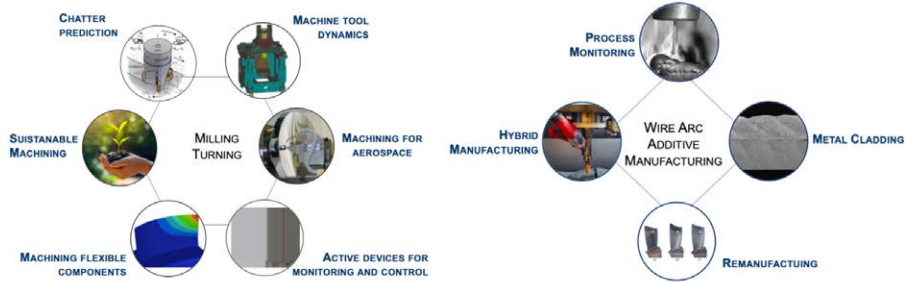 CHATTER
PREDICTION
MACHINE TOOL
DYNAMICS
SUISTANABLE
MACHINING
MILLING
TURNING
MACHINING FOR
AEROSPACE
MACHINING FLEXIBLE
COMPONENTS
ACTIVE DEVICES FOR
MONITORING AND CONTROL
PROCESS
MONITORING
HYBRID
MANUFACTURING
WIRE ARC
ADDITIVE
MANUFACTURING
METAL CLADDING
REMANUFACTUING